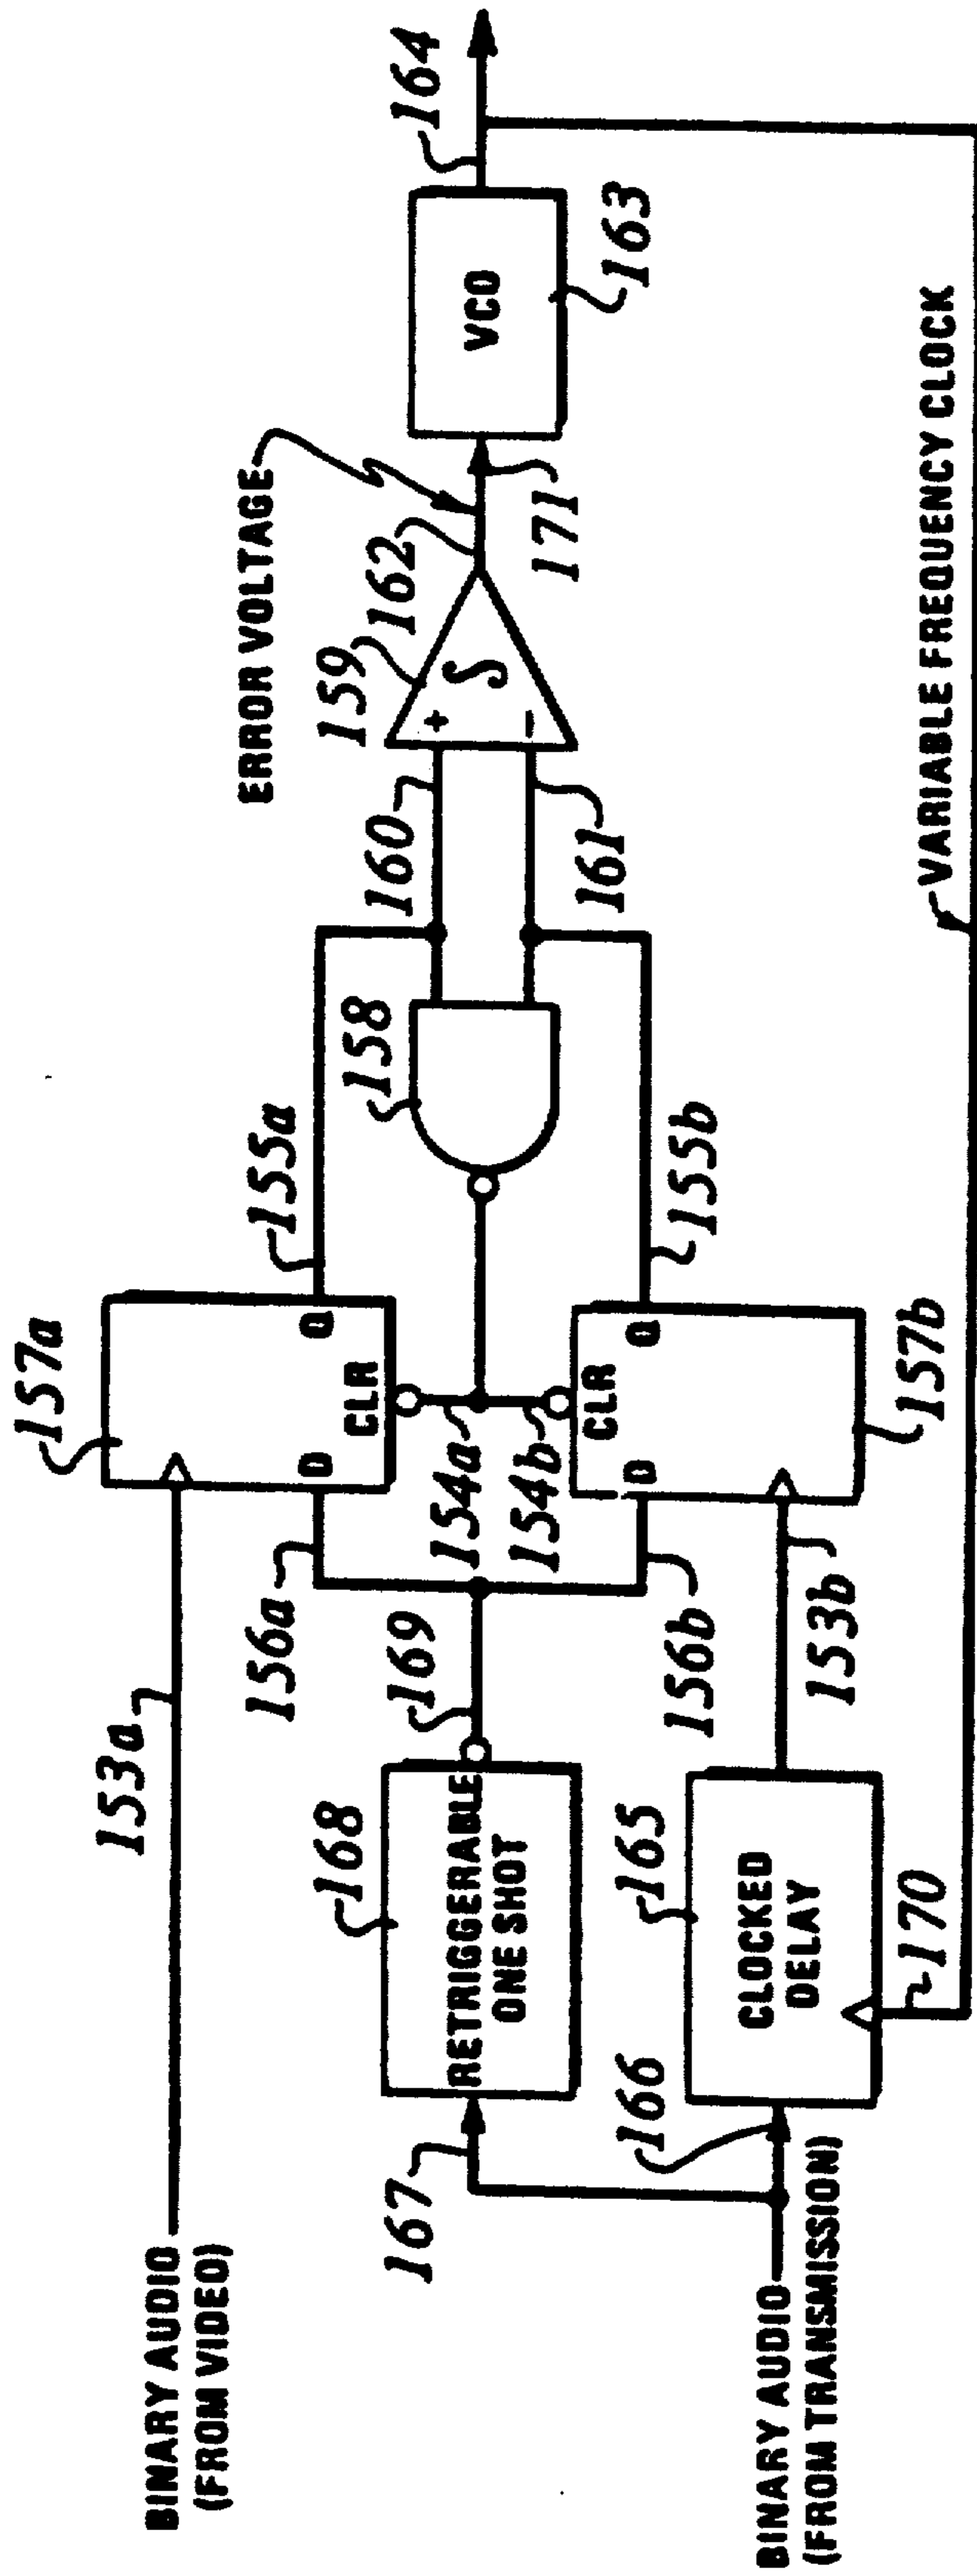 BINARY AUDIO
(FROM VIDEO)
153a
157a
156a
D
Q
CLR
155a
ERROR VOLTAGE
168
RETRIGGERABLE
ONE SHOT
167
169
154a
154b
158
160
161
159
+
−
∫
162
171
VCO
163
164
BINARY AUDIO
(FROM TRANSMISSION)
166
165
CLOCKED
DELAY
170
153b
156b
CLR
D
Q
157b
155b
VARIABLE FREQUENCY CLOCK